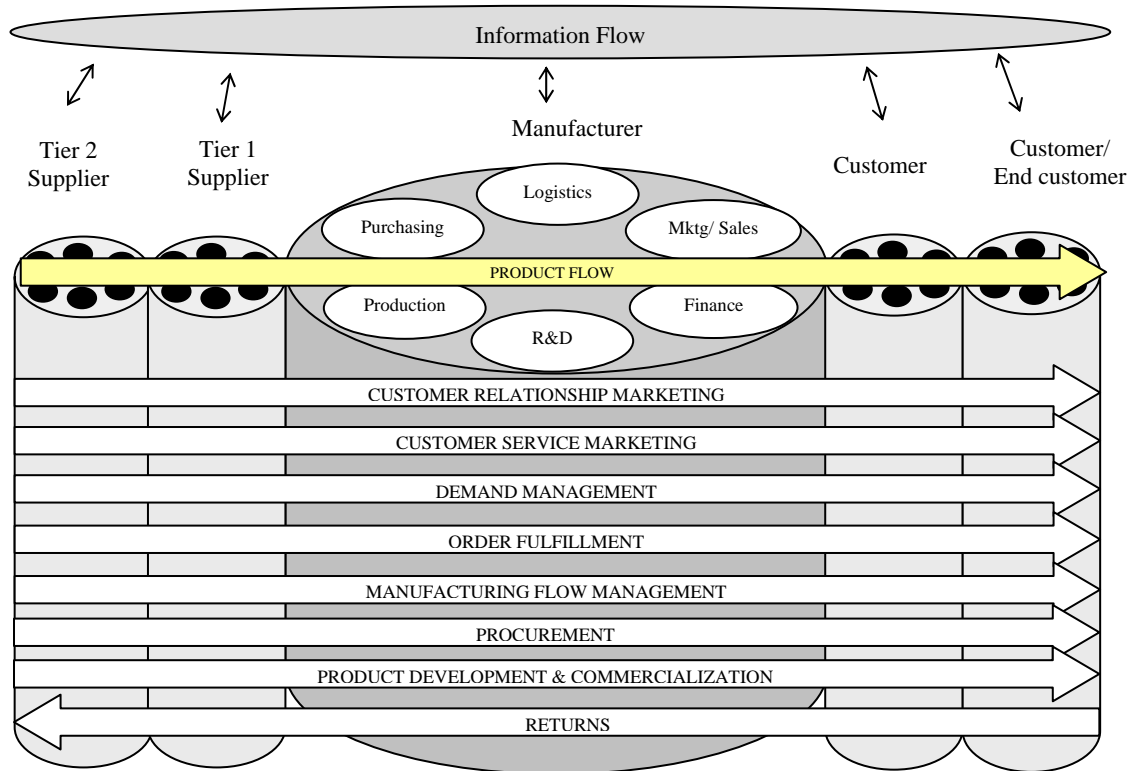 Information Flow
Manufacturer
Tier 2
Supplier
Tier 1
Supplier
Customer
Customer/
End customer
Logistics
Purchasing
Mktg/ Sales
PRODUCT FLOW
Production
Finance
R&D
CUSTOMER RELATIONSHIP MARKETING
CUSTOMER SERVICE MARKETING
DEMAND MANAGEMENT
ORDER FULFILLMENT
MANUFACTURING FLOW MANAGEMENT
PROCUREMENT
PRODUCT DEVELOPMENT & COMMERCIALIZATION
RETURNS